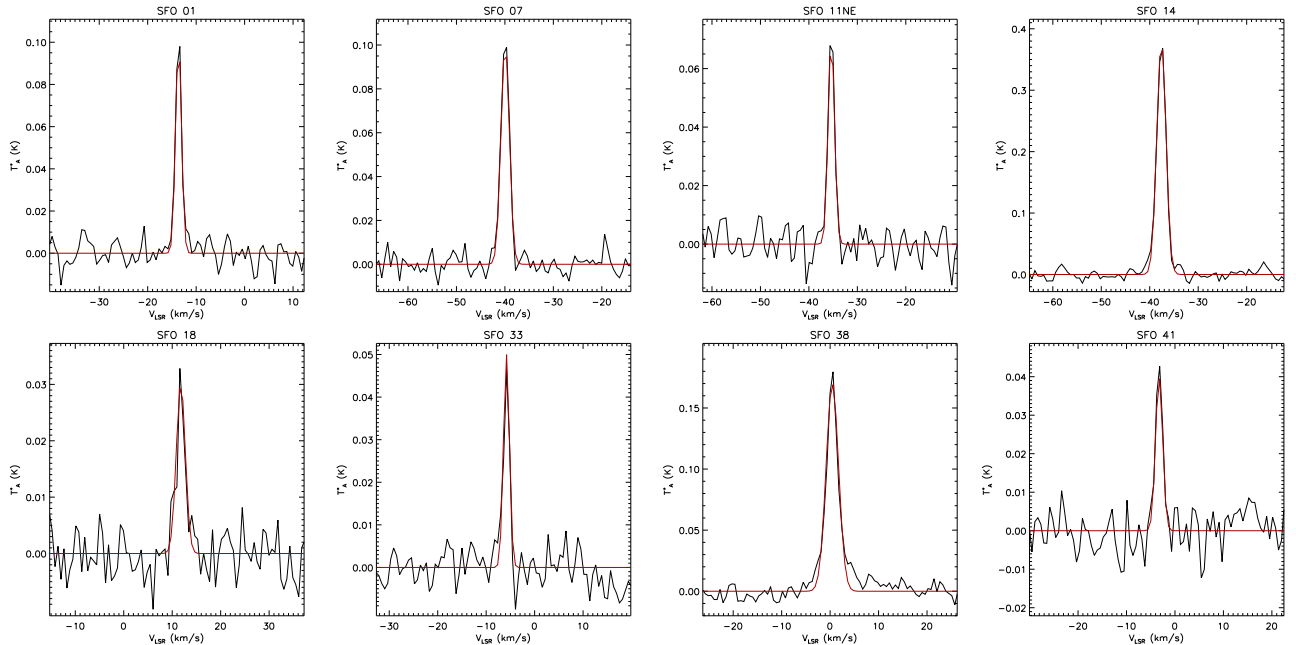 SFO 01
0.10
0.08
0.06
0.04
0.02
0.00
T*A (K)
−30 −20 −10 0 10
VLSR (km/s)
SFO 07
0.10
0.08
0.06
0.04
0.02
0.00
T*A (K)
−60 −50 −40 −30 −20
VLSR (km/s)
SFO 11NE
0.06
0.04
0.02
0.00
T*A (K)
−60 −50 −40 −30 −20 −10
VLSR (km/s)
SFO 14
0.4
0.3
0.2
0.1
0.0
T*A (K)
−60 −50 −40 −30 −20
VLSR (km/s)
SFO 18
0.03
0.02
0.01
0.00
T*A (K)
−10 0 10 20 30
VLSR (km/s)
SFO 33
0.05
0.04
0.03
0.02
0.01
0.00
T*A (K)
−30 −20 −10 0 10
VLSR (km/s)
SFO 38
0.15
0.10
0.05
0.00
T*A (K)
−20 −10 0 10 20
VLSR (km/s)
SFO 41
0.04
0.03
0.02
0.01
0.00
−0.01
−0.02
T*A (K)
−20 −10 0 10 20
VLSR (km/s)